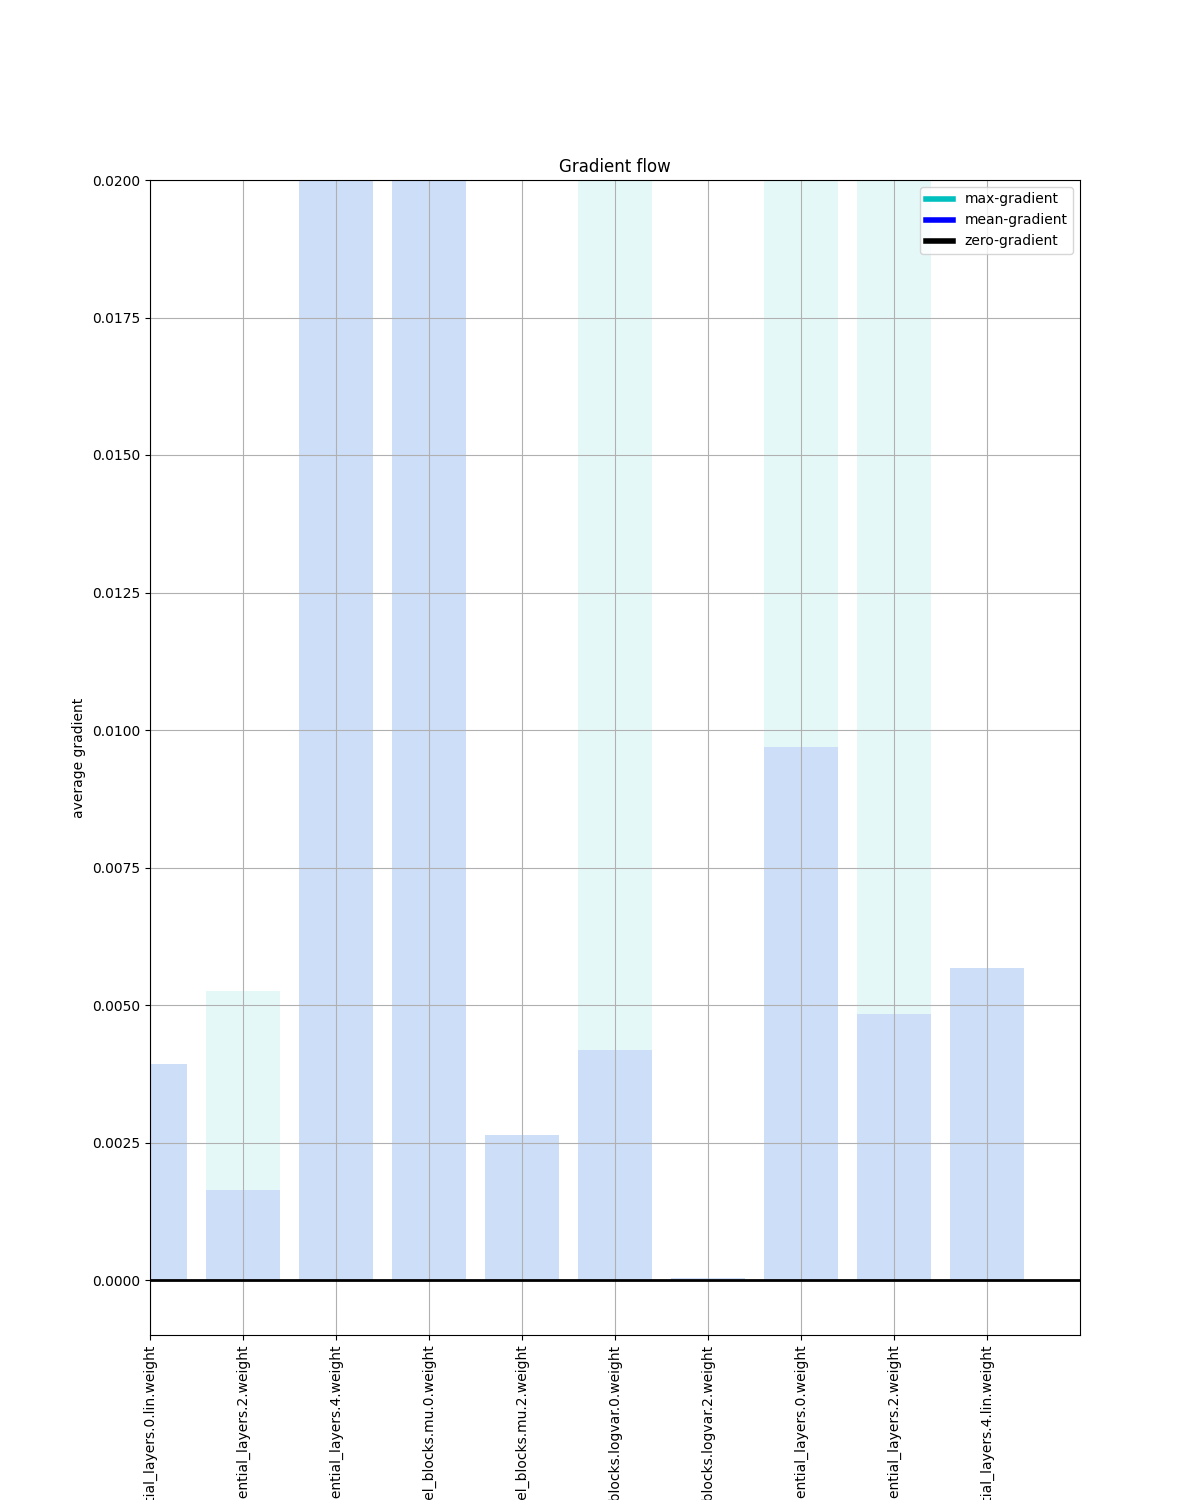 Gradient flow
max-gradient
mean-gradient
zero-gradient
0.0200
0.0175
0.0150
0.0125
0.0100
0.0075
0.0050
0.0025
0.0000
average gradient
tial_layers.0.lin.weight
ential_layers.2.weight
ential_layers.4.weight
el_blocks.mu.0.weight
el_blocks.mu.2.weight
blocks.logvar.0.weight
blocks.logvar.2.weight
ential_layers.0.weight
ential_layers.2.weight
tial_layers.4.lin.weight